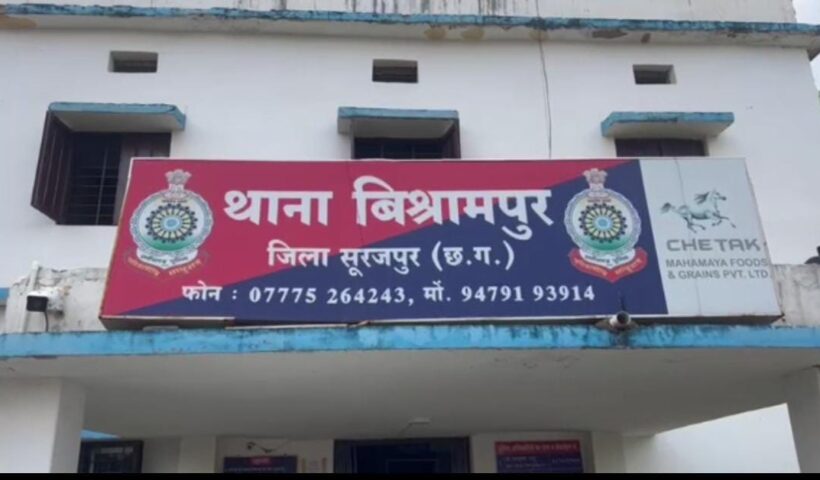 थाना बिश्रामपुर
जिला सूरजपुर (छ.ग.)
फोन : 07775 264243, मों. 94791 93914
CHETAK
MAHAMAYA FOODS
& GRAINS PVT. LTD